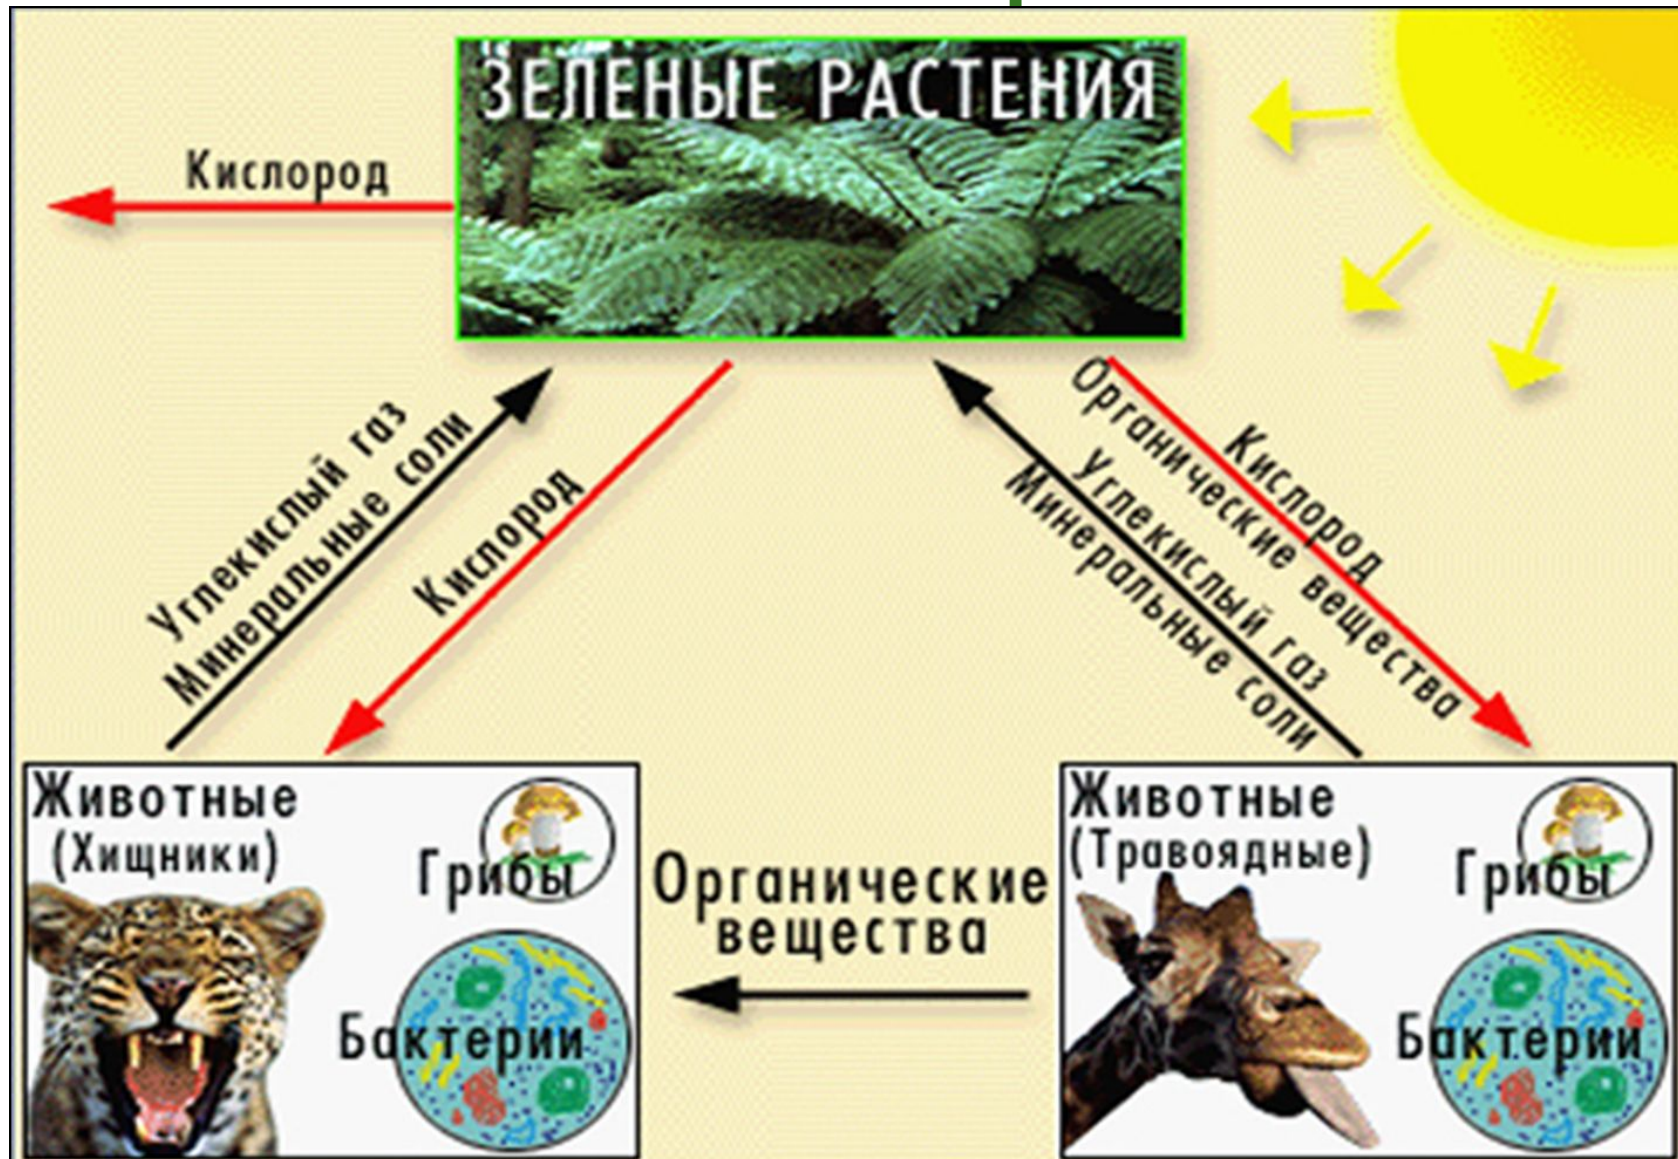 ЗЕЛЕНЫЕ РАСТЕНИЯ
Кислород
Углекислый газ
Минеральные соли
Кислород
Кислород
Органические вещества
Углекислый газ
Минеральные соли
Животные
(Хищники)
Грибы
Бактерии
Органические
вещества
Животные
(Травоядные)
Грибы
Бактерии